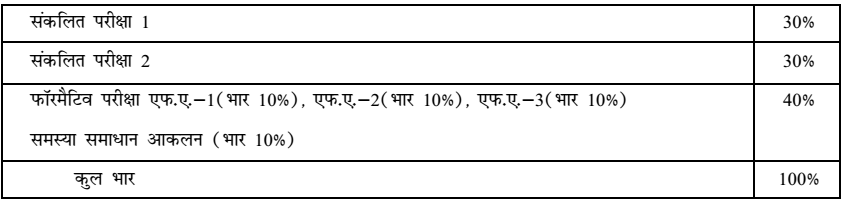 संकलित परीक्षा 1 30%
संकलित परीक्षा 2 30%
फॉरमैटिव परीक्षा एफ.ए.–1(भार 10%), एफ.ए.–2(भार 10%), एफ.ए.–3(भार 10%) 40%
समस्या समाधान आकलन (भार 10%)
कुल भार 100%